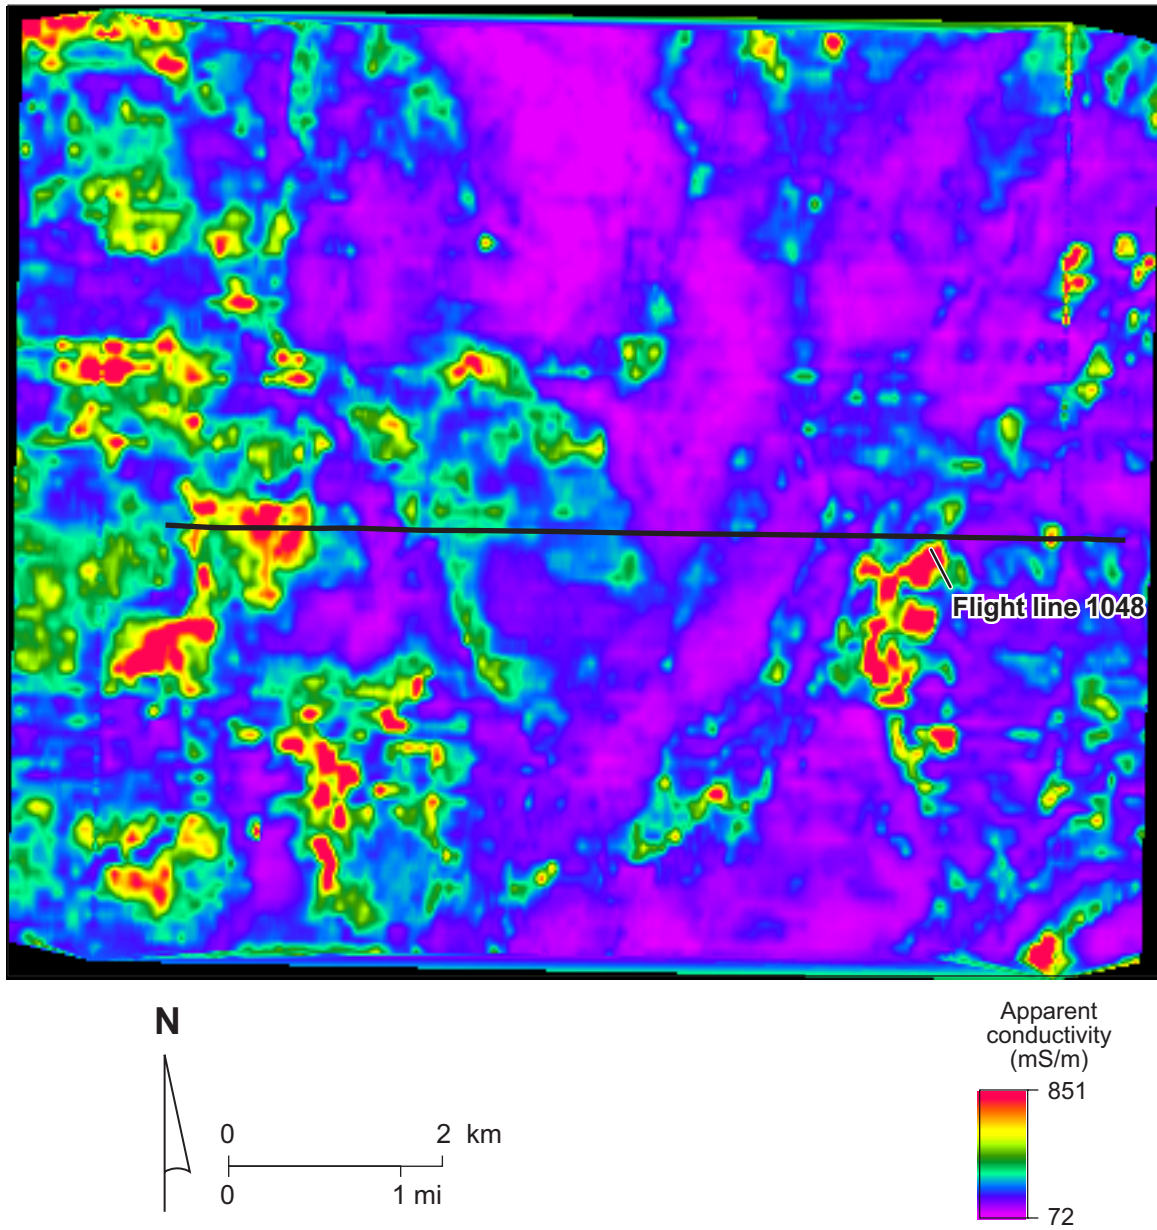 Flight line 1048
N
0 2 km
0 1 mi
Apparent
conductivity
(mS/m)
851
72